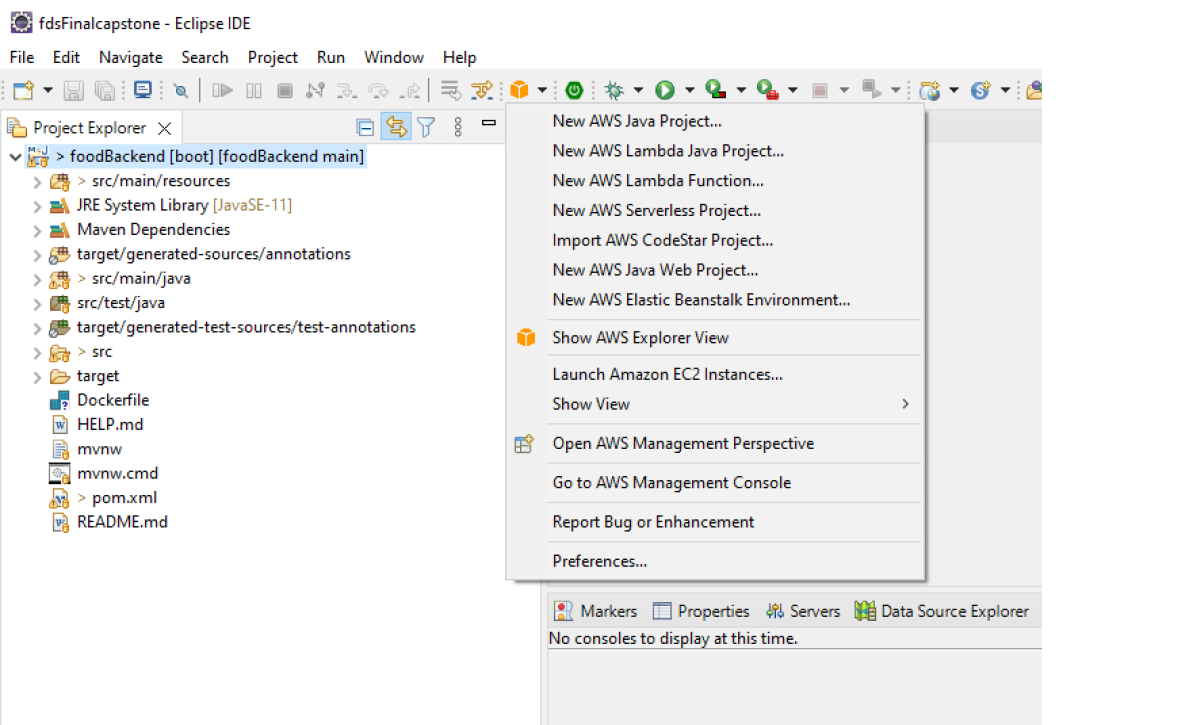 fdsFinalcapstone - Eclipse IDE
File Edit Navigate Search Project Run Window Help
Project Explorer
> foodBackend [boot] [foodBackend main]
> src/main/resources
JRE System Library [JavaSE-11]
Maven Dependencies
target/generated-sources/annotations
> src/main/java
src/test/java
target/generated-test-sources/test-annotations
> src
target
Dockerfile
HELP.md
mvnw
mvnw.cmd
> pom.xml
README.md
New AWS Java Project...
New AWS Lambda Java Project...
New AWS Lambda Function...
New AWS Serverless Project...
Import AWS CodeStar Project...
New AWS Java Web Project...
New AWS Elastic Beanstalk Environment...
Show AWS Explorer View
Launch Amazon EC2 Instances...
Show View
Open AWS Management Perspective
Go to AWS Management Console
Report Bug or Enhancement
Preferences...
Markers Properties Servers Data Source Explorer
No consoles to display at this time.